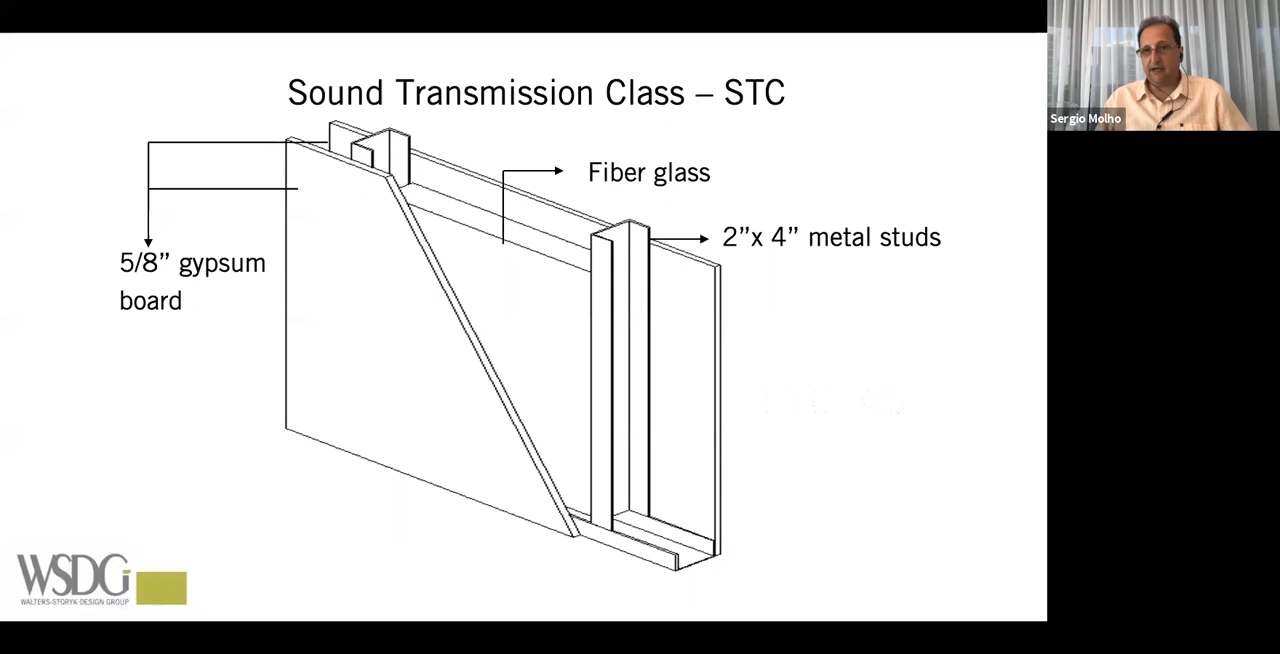 Sound Transmission Class – STC
Fiber glass
2”x 4” metal studs
5/8” gypsum
board
WSDG
WALTERS-STORYK DESIGN GROUP
Sergio Molho